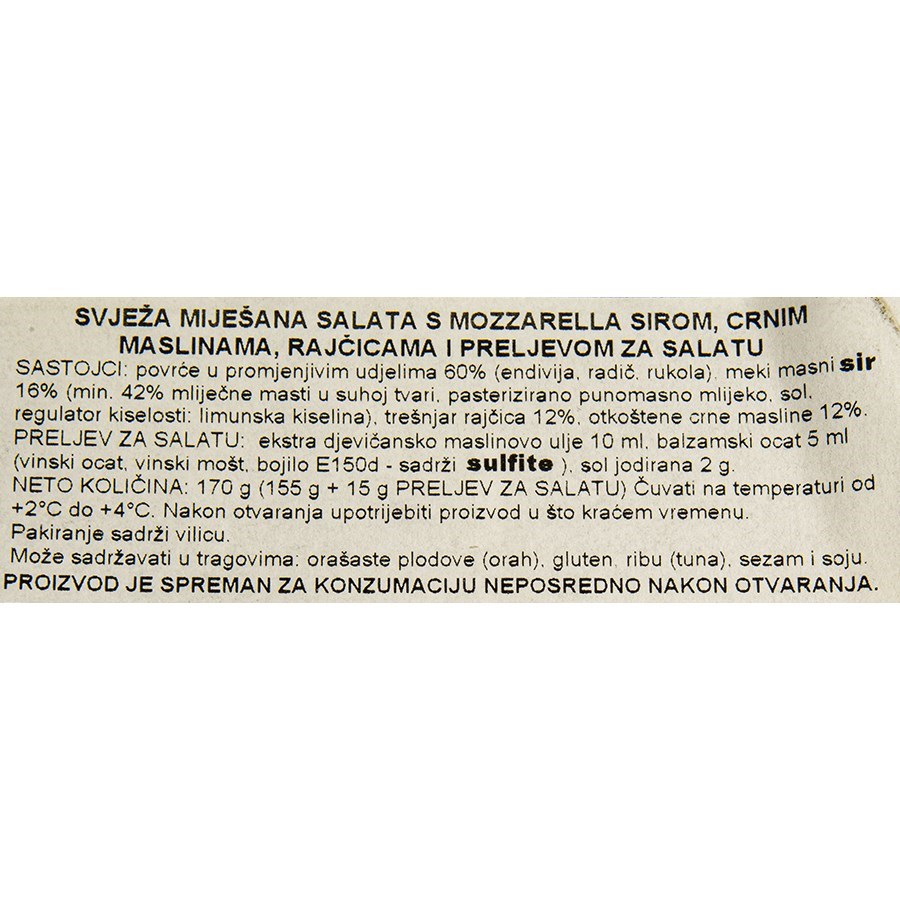 SVJEŽA MIJEŠANA SALATA S MOZZARELLA SIROM, CRNIM
MASLINAMA, RAJČICAMA I PRELJEVOM ZA SALATU
SASTOJCI: povrće u promjenjivim udjelima 60% (endivija, radič, rukola), meki masni sir
16% (min. 42% mliječne masti u suhoj tvari, pasterizirano punomasno mlijeko, sol,
regulator kiselosti: limunska kiselina), trešnjar rajčica 12%, otkoštene crne masline 12%.
PRELJEV ZA SALATU: ekstra djevičansko maslinovo ulje 10 ml, balzamski ocat 5 ml
(vinski ocat, vinski mošt, bojilo E150d - sadrži sulfite ), sol jodirana 2 g.
NETO KOLIČINA: 170 g (155 g + 15 g PRELJEV ZA SALATU) Čuvati na temperaturi od
+2°C do +4°C. Nakon otvaranja upotrijebiti proizvod u što kraćem vremenu.
Pakiranje sadrži vilicu.
Može sadržavati u tragovima: orašaste plodove (orah), gluten, ribu (tuna), sezam i soju.
PROIZVOD JE SPREMAN ZA KONZUMACIJU NEPOSREDNO NAKON OTVARANJA.